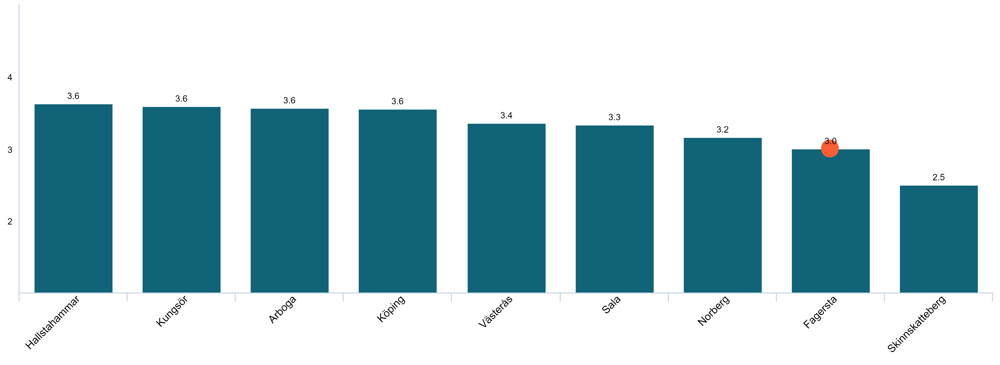 4
3
2
3.6
3.6
3.6
3.6
3.4
3.3
3.2
3.0
2.5
Hallstahammar
Kungsör
Arboga
Köping
Västerås
Sala
Norberg
Fagersta
Skinnskatteberg